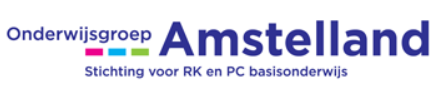 Onderwijsgroep Amstelland
Stichting voor RK en PC basisonderwijs